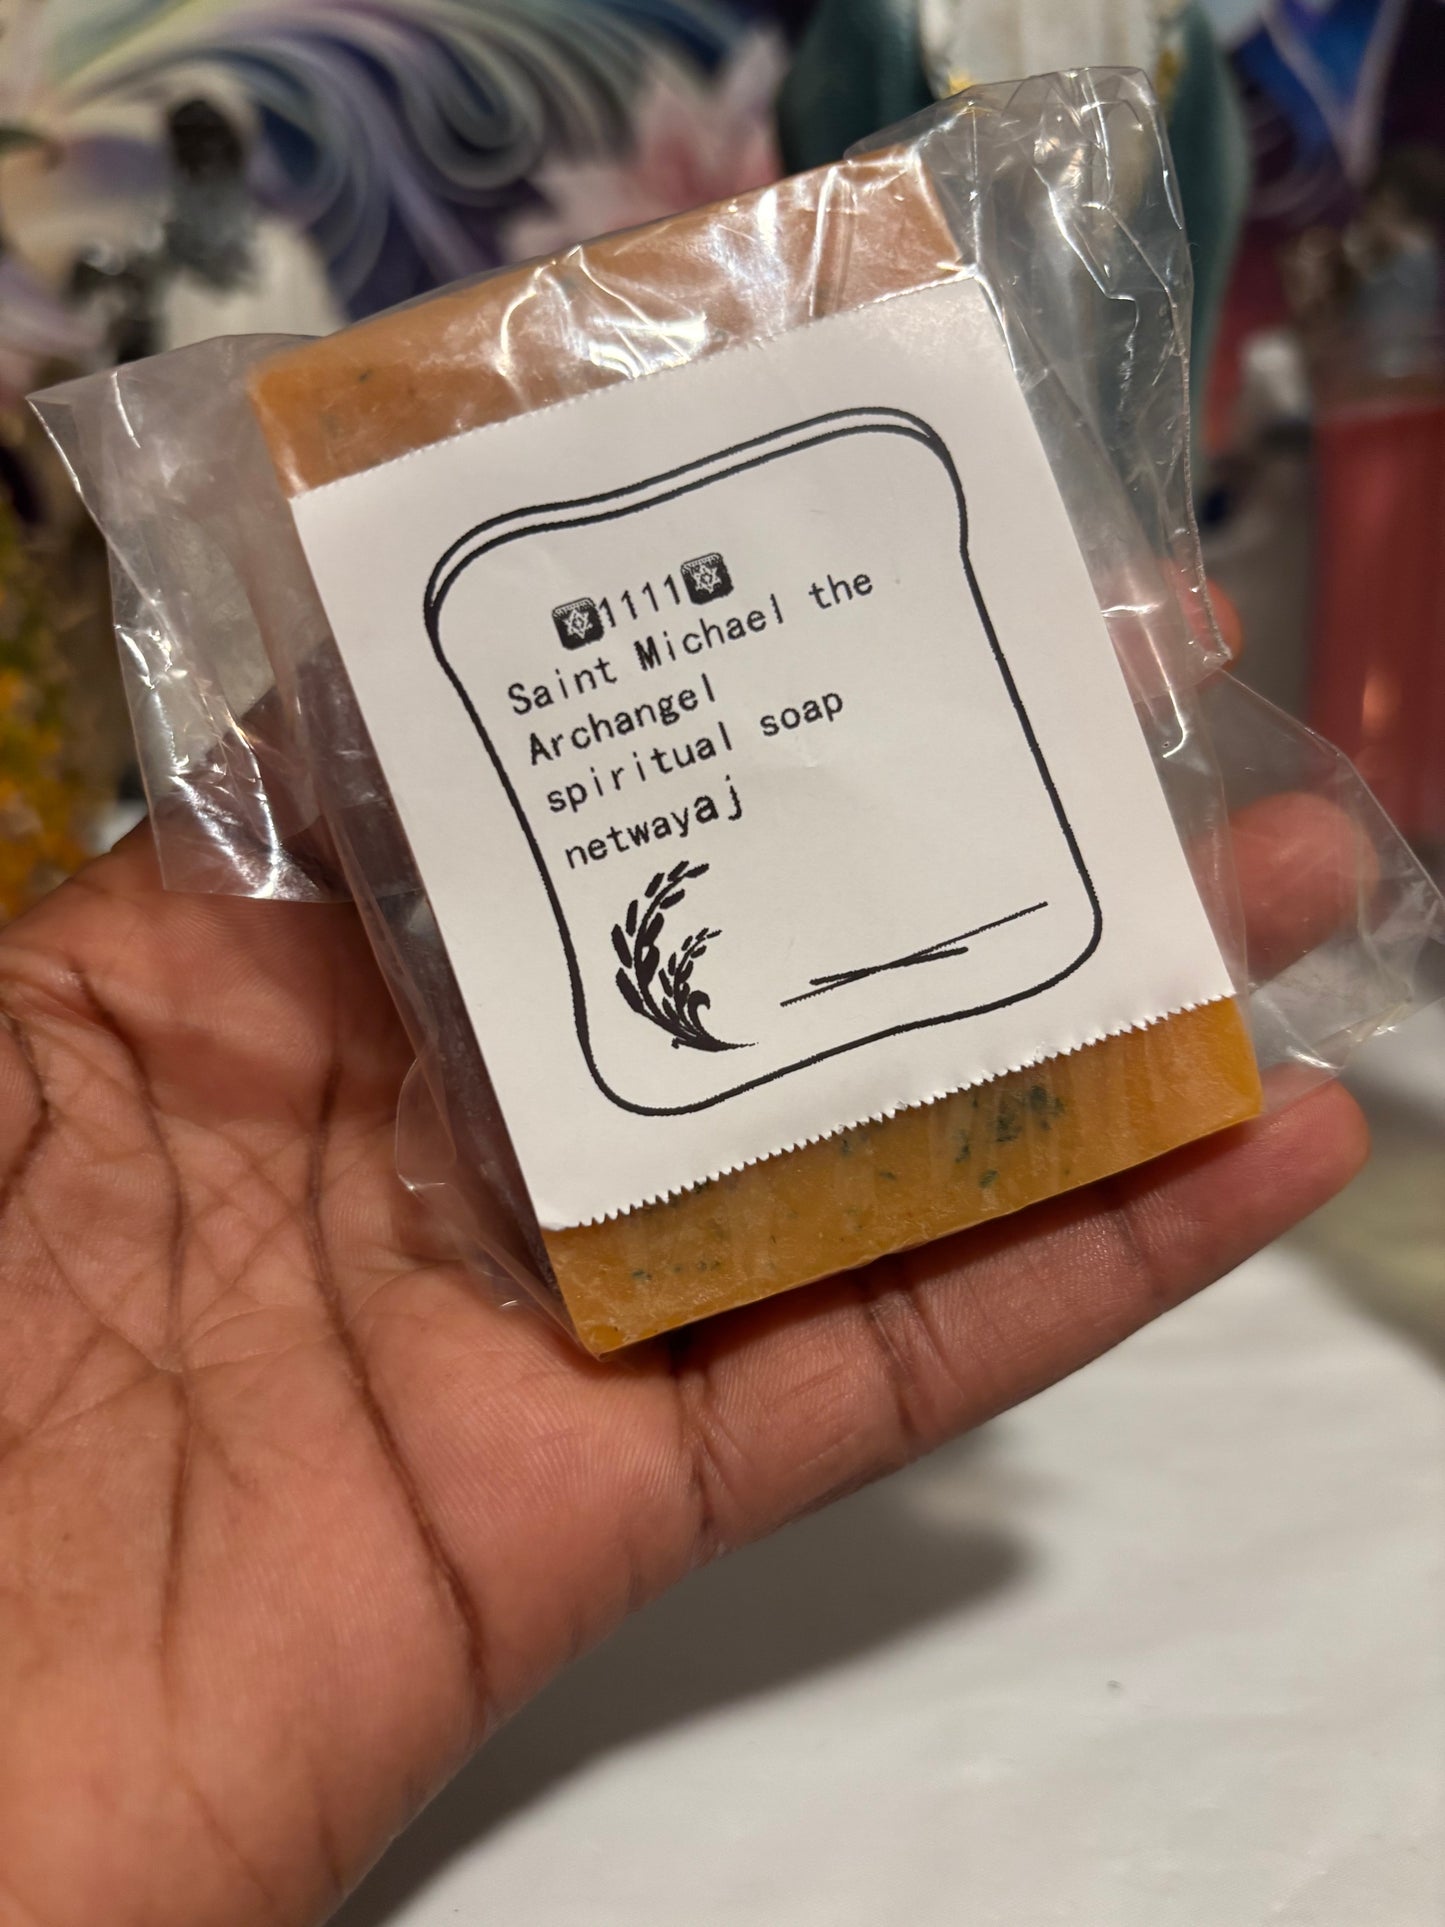 🔯1111🔯
Saint Michael the
Archangel
spiritual soap
netwayaj